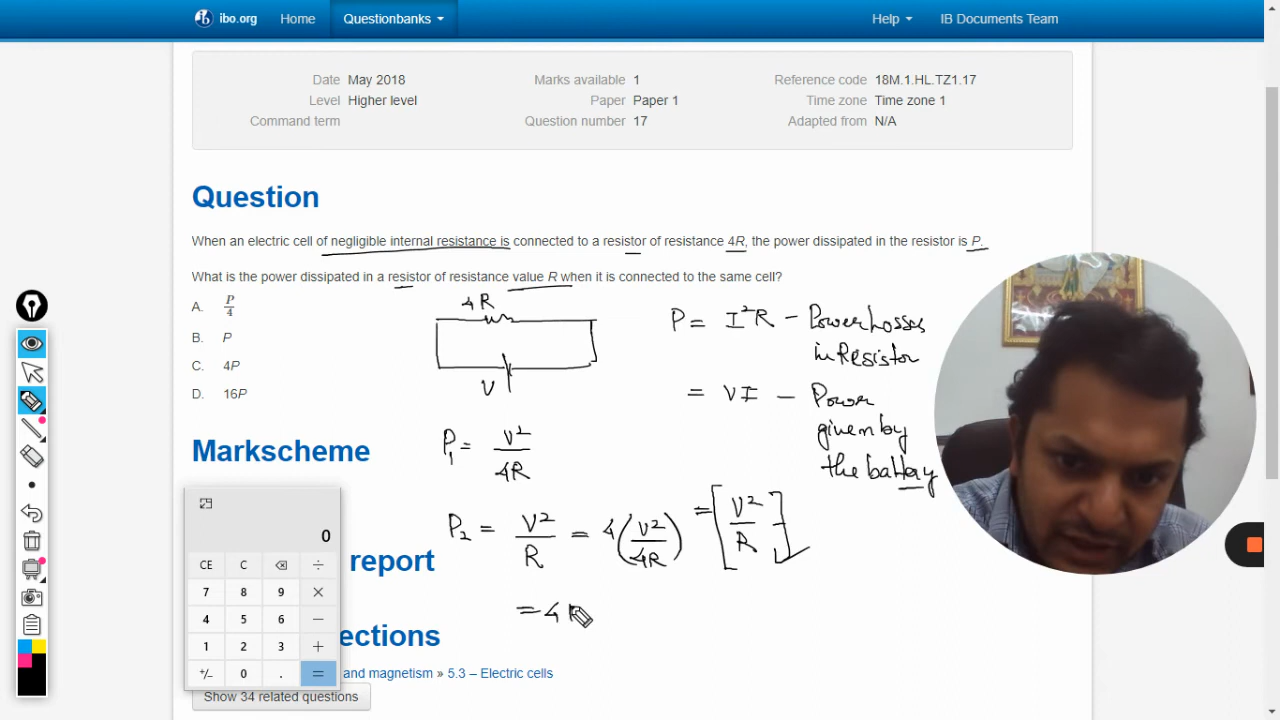 ibo.org Home Questionbanks Help IB Documents Team
Date May 2018 Marks available 1 Reference code 18M.1.HL.TZ1.17
Level Higher level Paper Paper 1 Time zone Time zone 1
Command term Question number 17 Adapted from N/A
Question
When an electric cell of negligible internal resistance is connected to a resistor of resistance 4R, the power dissipated in the resistor is P.
What is the power dissipated in a resistor of resistance value R when it is connected to the same cell?
A. P/4
B. P
C. 4P
D. 16P
4R
V
P = I²R - Power losses
in Resistor
= VI - Power
given by
the battery
P₁ = V²/4R
P₂ = V²/R = 4(V²/4R) = [V²/R]
= 4
Markscheme
0
CE C ⌫ ÷
7 8 9 ×
4 5 6 −
1 2 3 +
+/− 0 . =
report
ections
and magnetism » 5.3 – Electric cells
Show 34 related questions